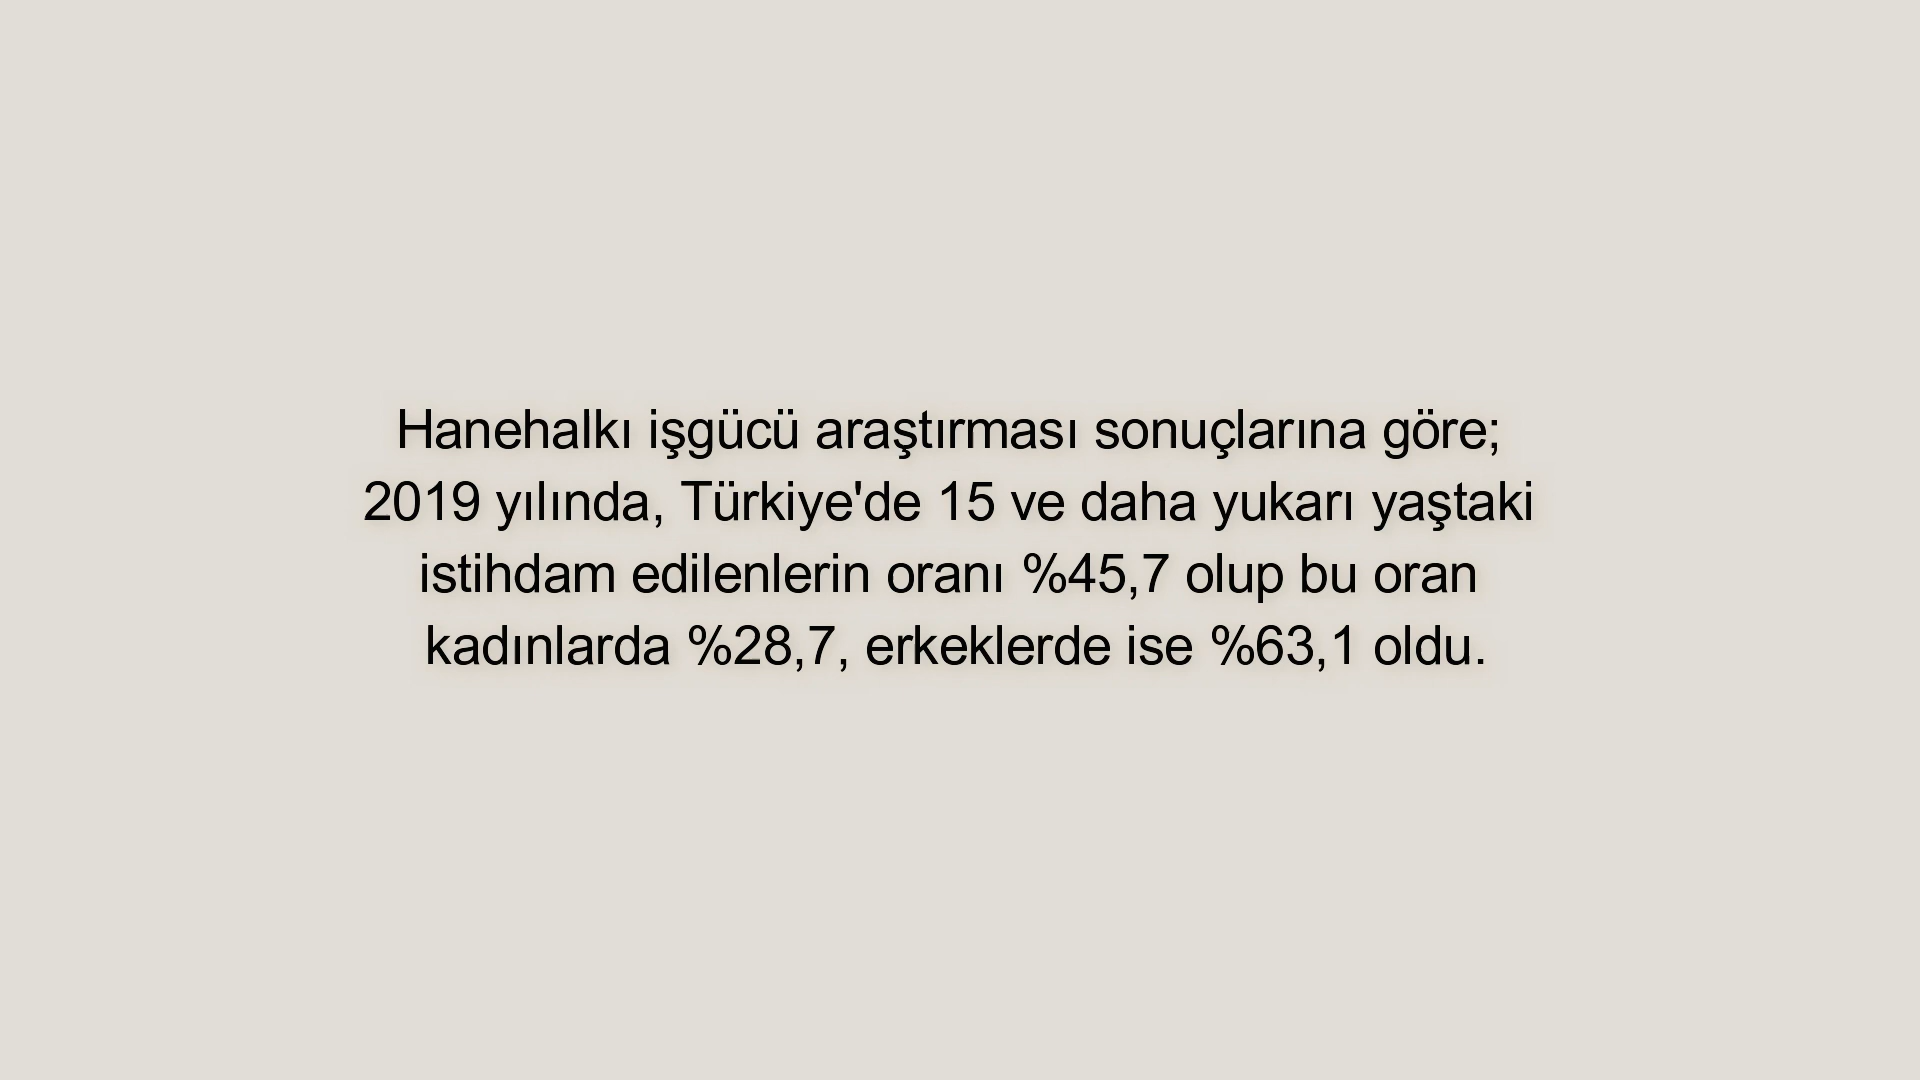 Hanehalkı işgücü araştırması sonuçlarına göre;
2019 yılında, Türkiye'de 15 ve daha yukarı yaştaki
istihdam edilenlerin oranı %45,7 olup bu oran
kadınlarda %28,7, erkeklerde ise %63,1 oldu.